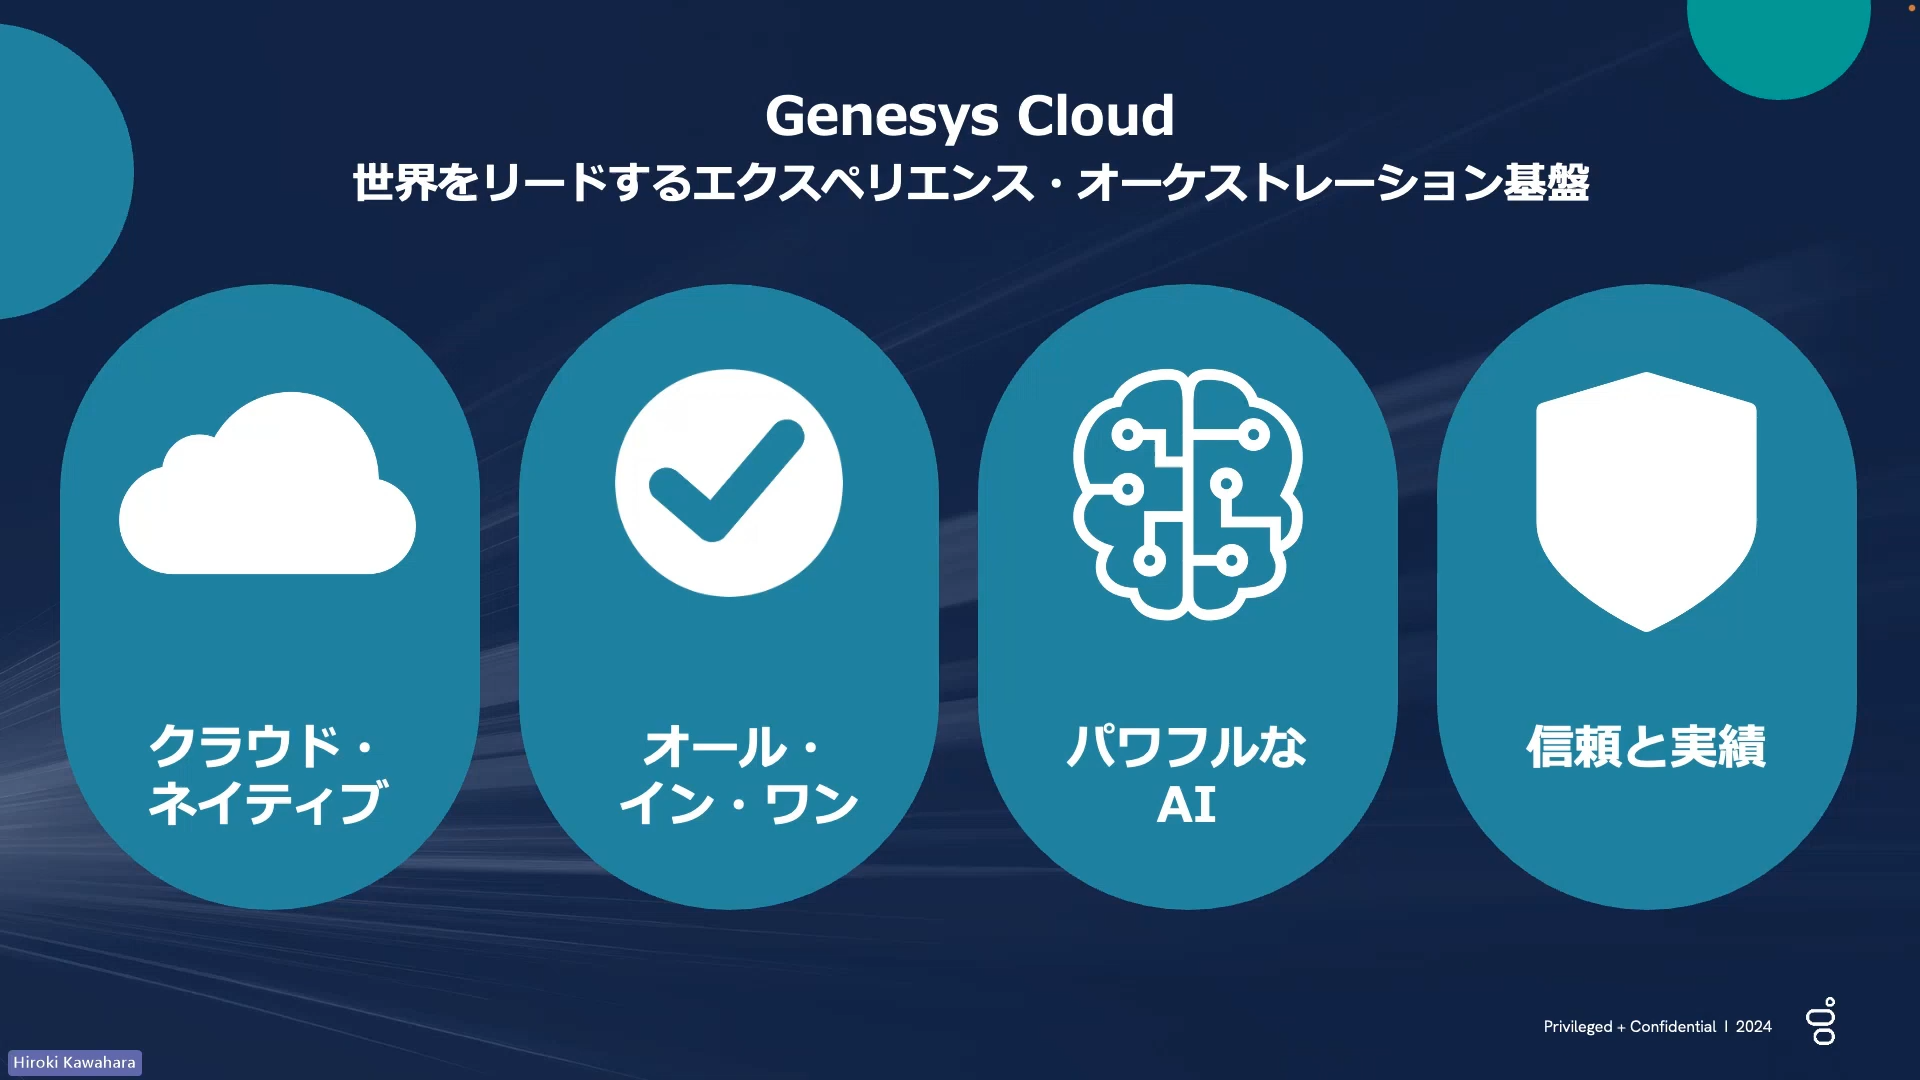 Genesys Cloud
世界をリードするエクスペリエンス・オーケストレーション基盤
クラウド・
ネイティブ
オール・
イン・ワン
パワフルな
AI
信頼と実績
Privileged + Confidential | 2024
Hiroki Kawahara